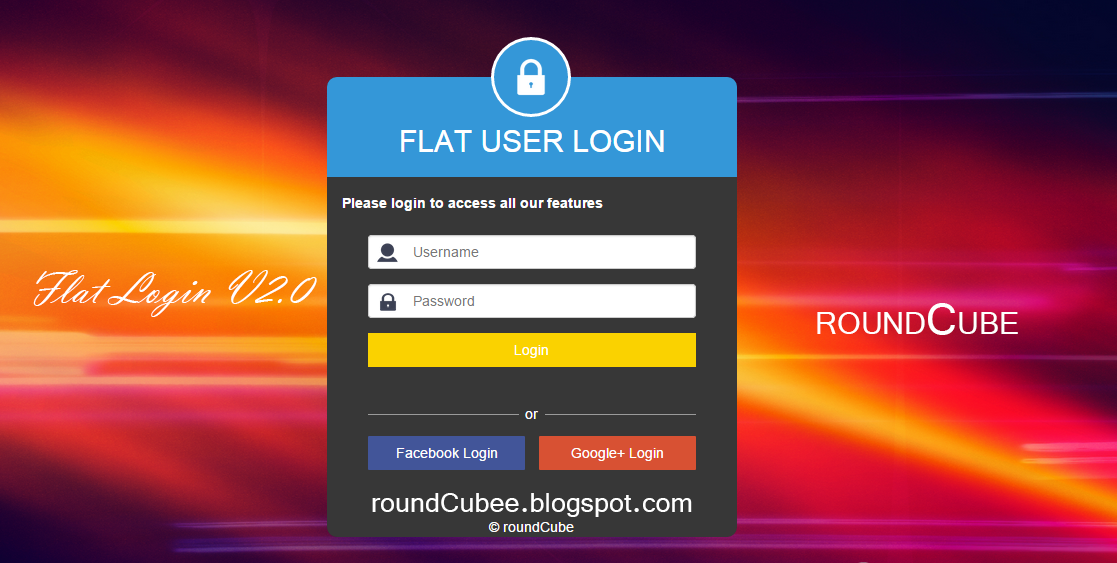 FLAT USER LOGIN
Please login to access all our features
Username
Password
Login
or
Facebook Login
Google+ Login
roundCubee.blogspot.com
© roundCube
Flat Login V2.0
ROUNDCUBE